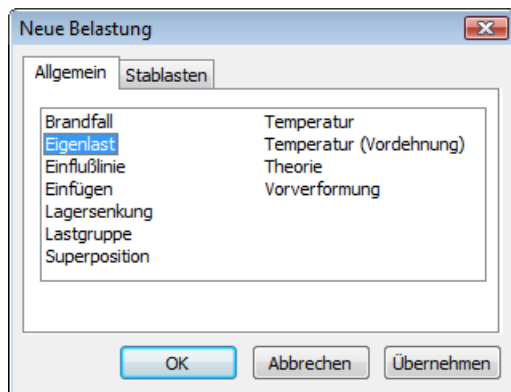 Neue Belastung
Allgemein Stablasten
Brandfall Temperatur
Eigenlast Temperatur (Vordehnung)
Einflußlinie Theorie
Einfügen Vorverformung
Lagersenkung
Lastgruppe
Superposition
OK Abbrechen Übernehmen